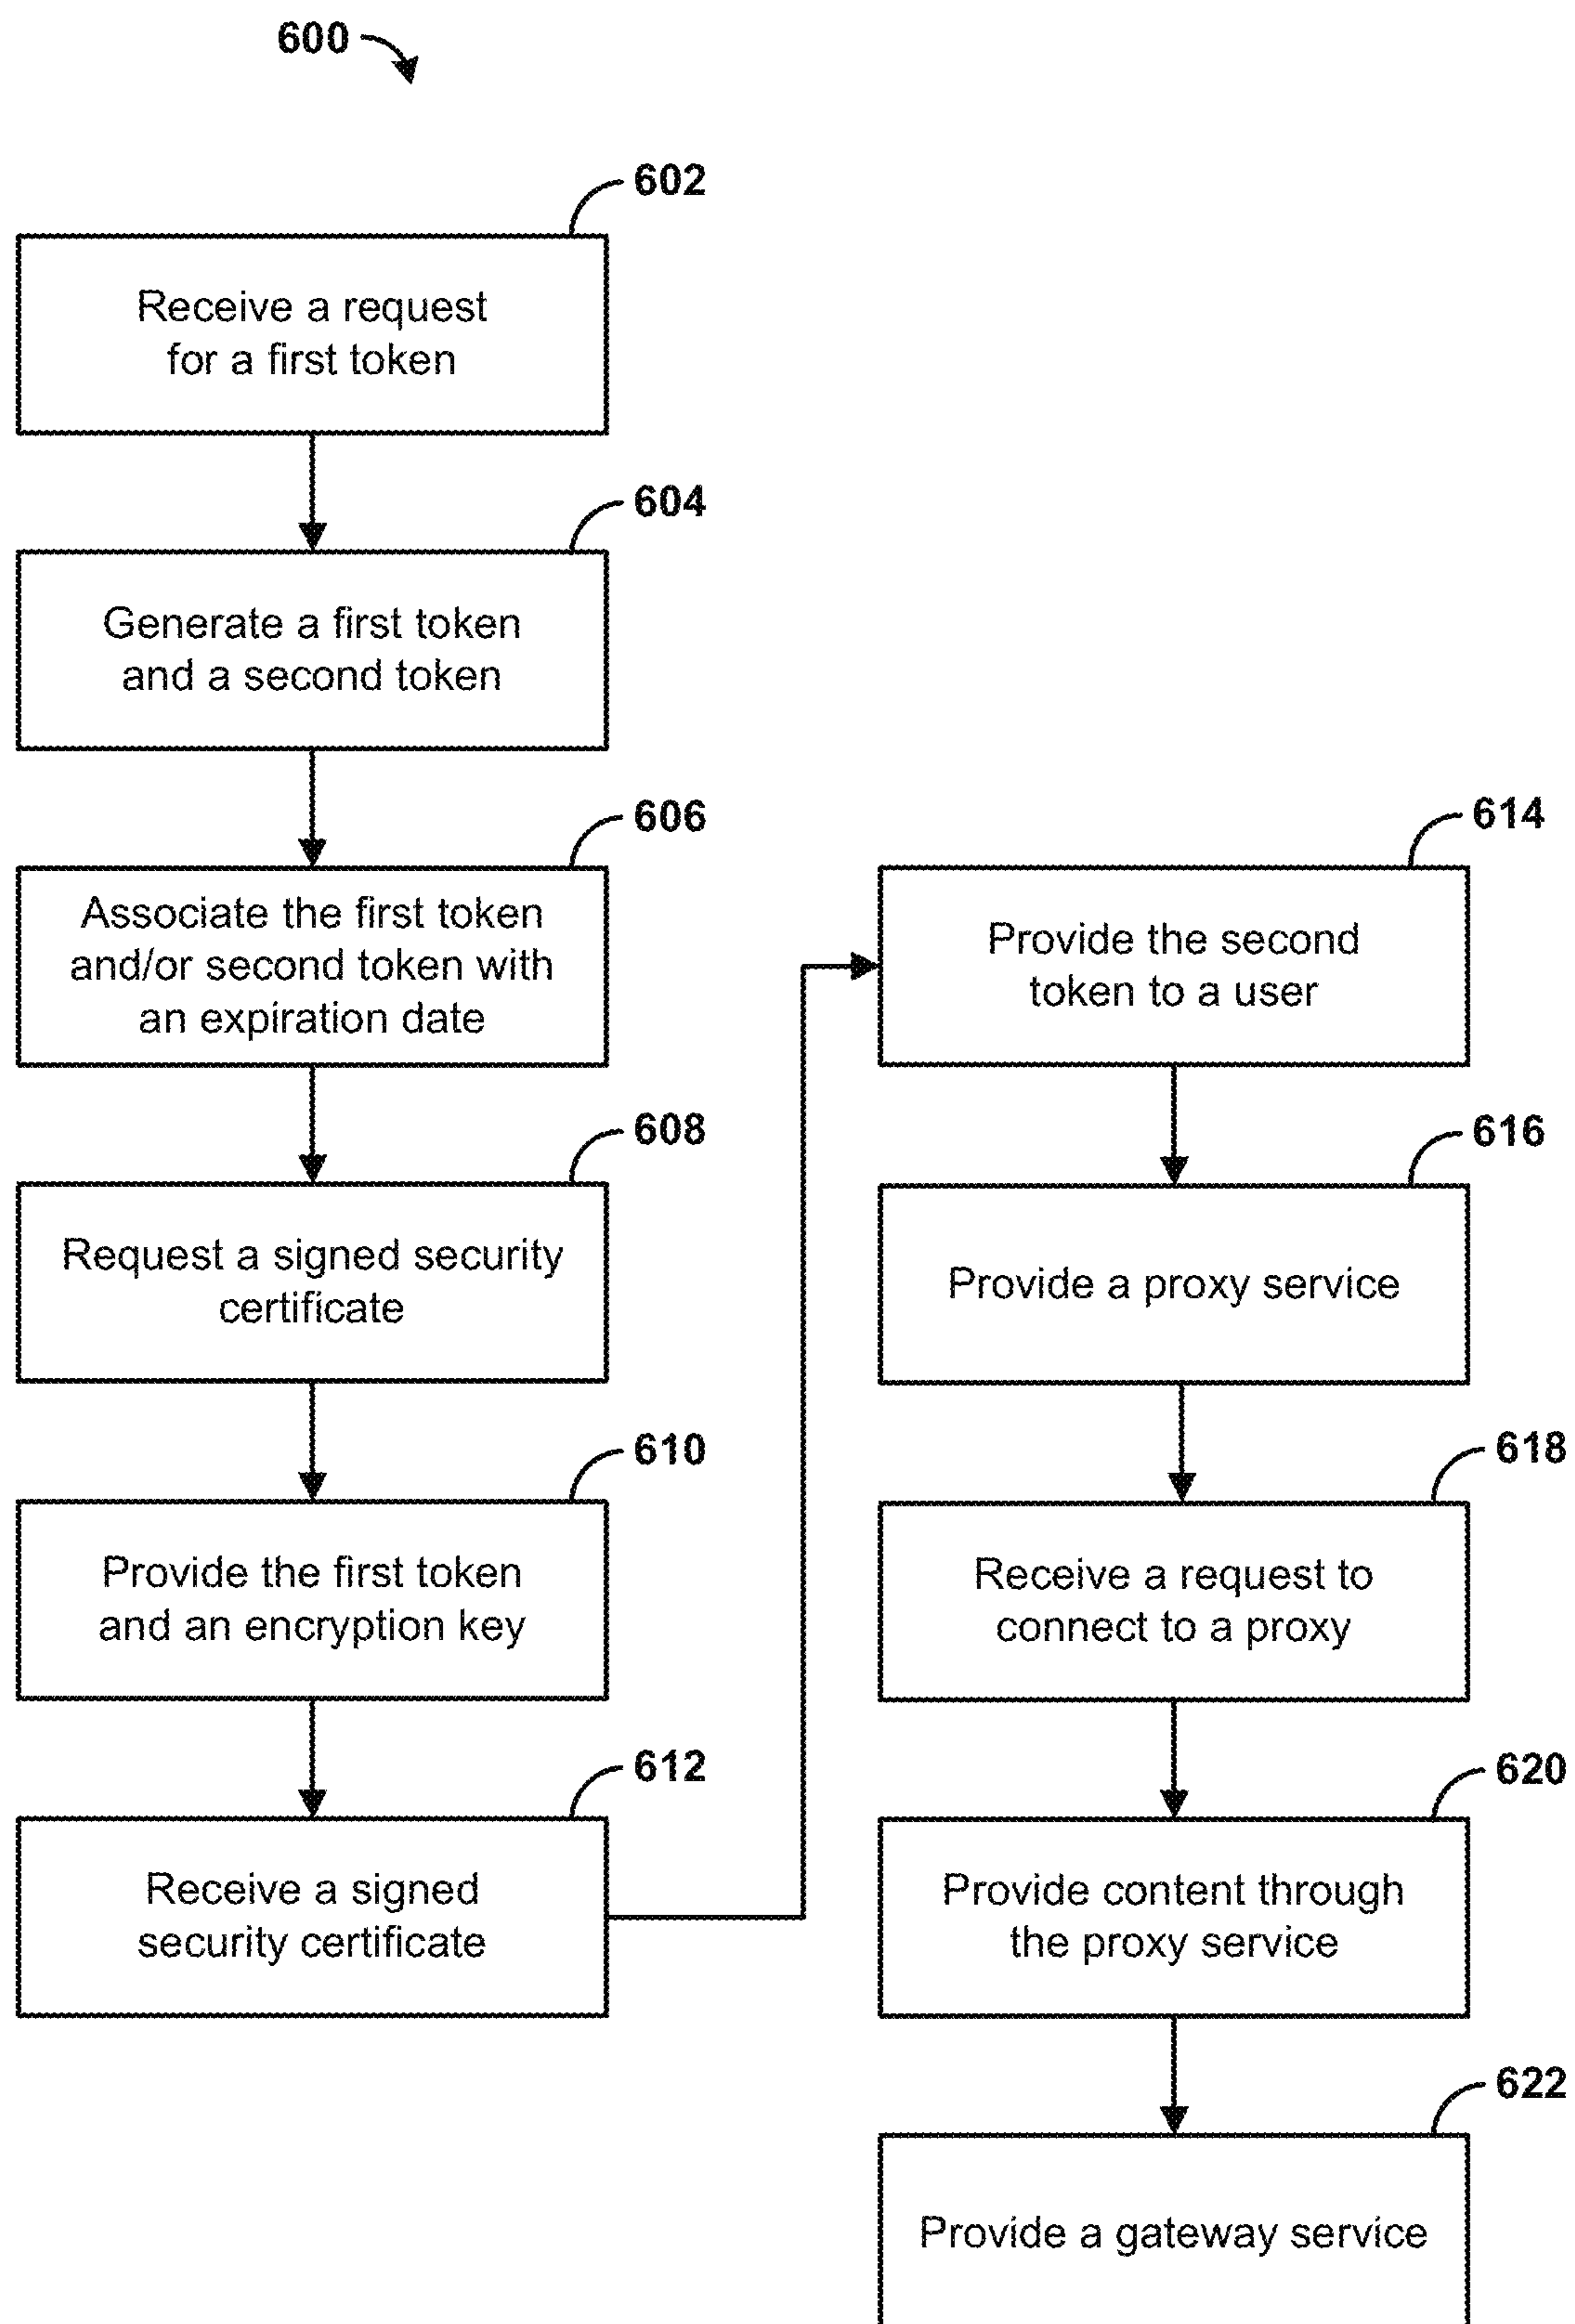 600
602
Receive a request
for a first token
604
Generate a first token
and a second token
606
Associate the first token
and/or second token with
an expiration date
608
Request a signed security
certificate
610
Provide the first token
and an encryption key
612
Receive a signed
security certificate
614
Provide the second
token to a user
616
Provide a proxy service
618
Receive a request to
connect to a proxy
620
Provide content through
the proxy service
622
Provide a gateway service